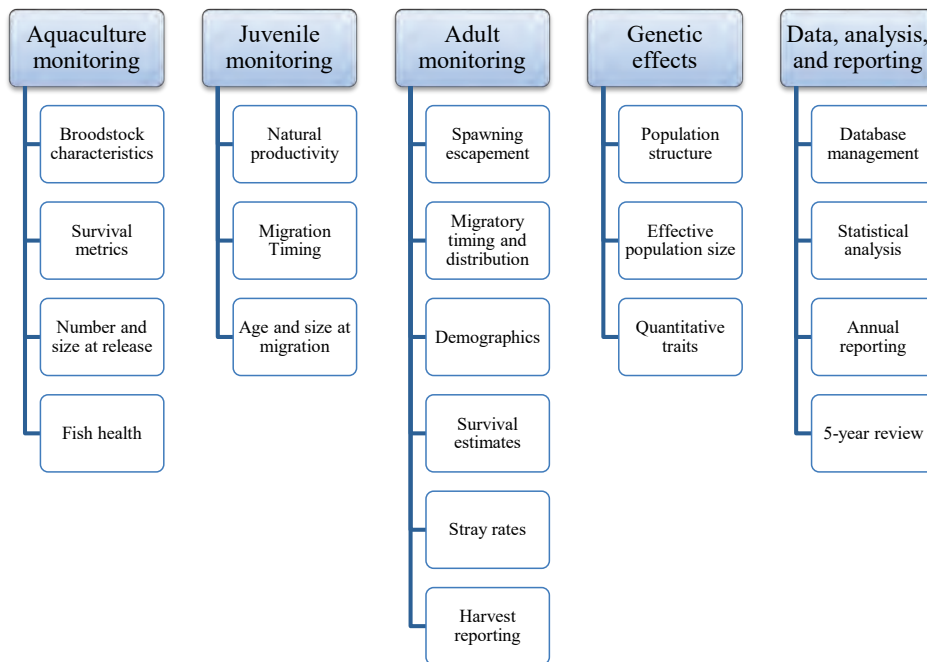 Aquaculture
monitoring
Broodstock
characteristics
Survival
metrics
Number and
size at release
Fish health
Juvenile
monitoring
Natural
productivity
Migration
Timing
Age and size at
migration
Adult
monitoring
Spawning
escapement
Migratory
timing and
distribution
Demographics
Survival
estimates
Stray rates
Harvest
reporting
Genetic
effects
Population
structure
Effective
population size
Quantitative
traits
Data, analysis,
and reporting
Database
management
Statistical
analysis
Annual
reporting
5-year review